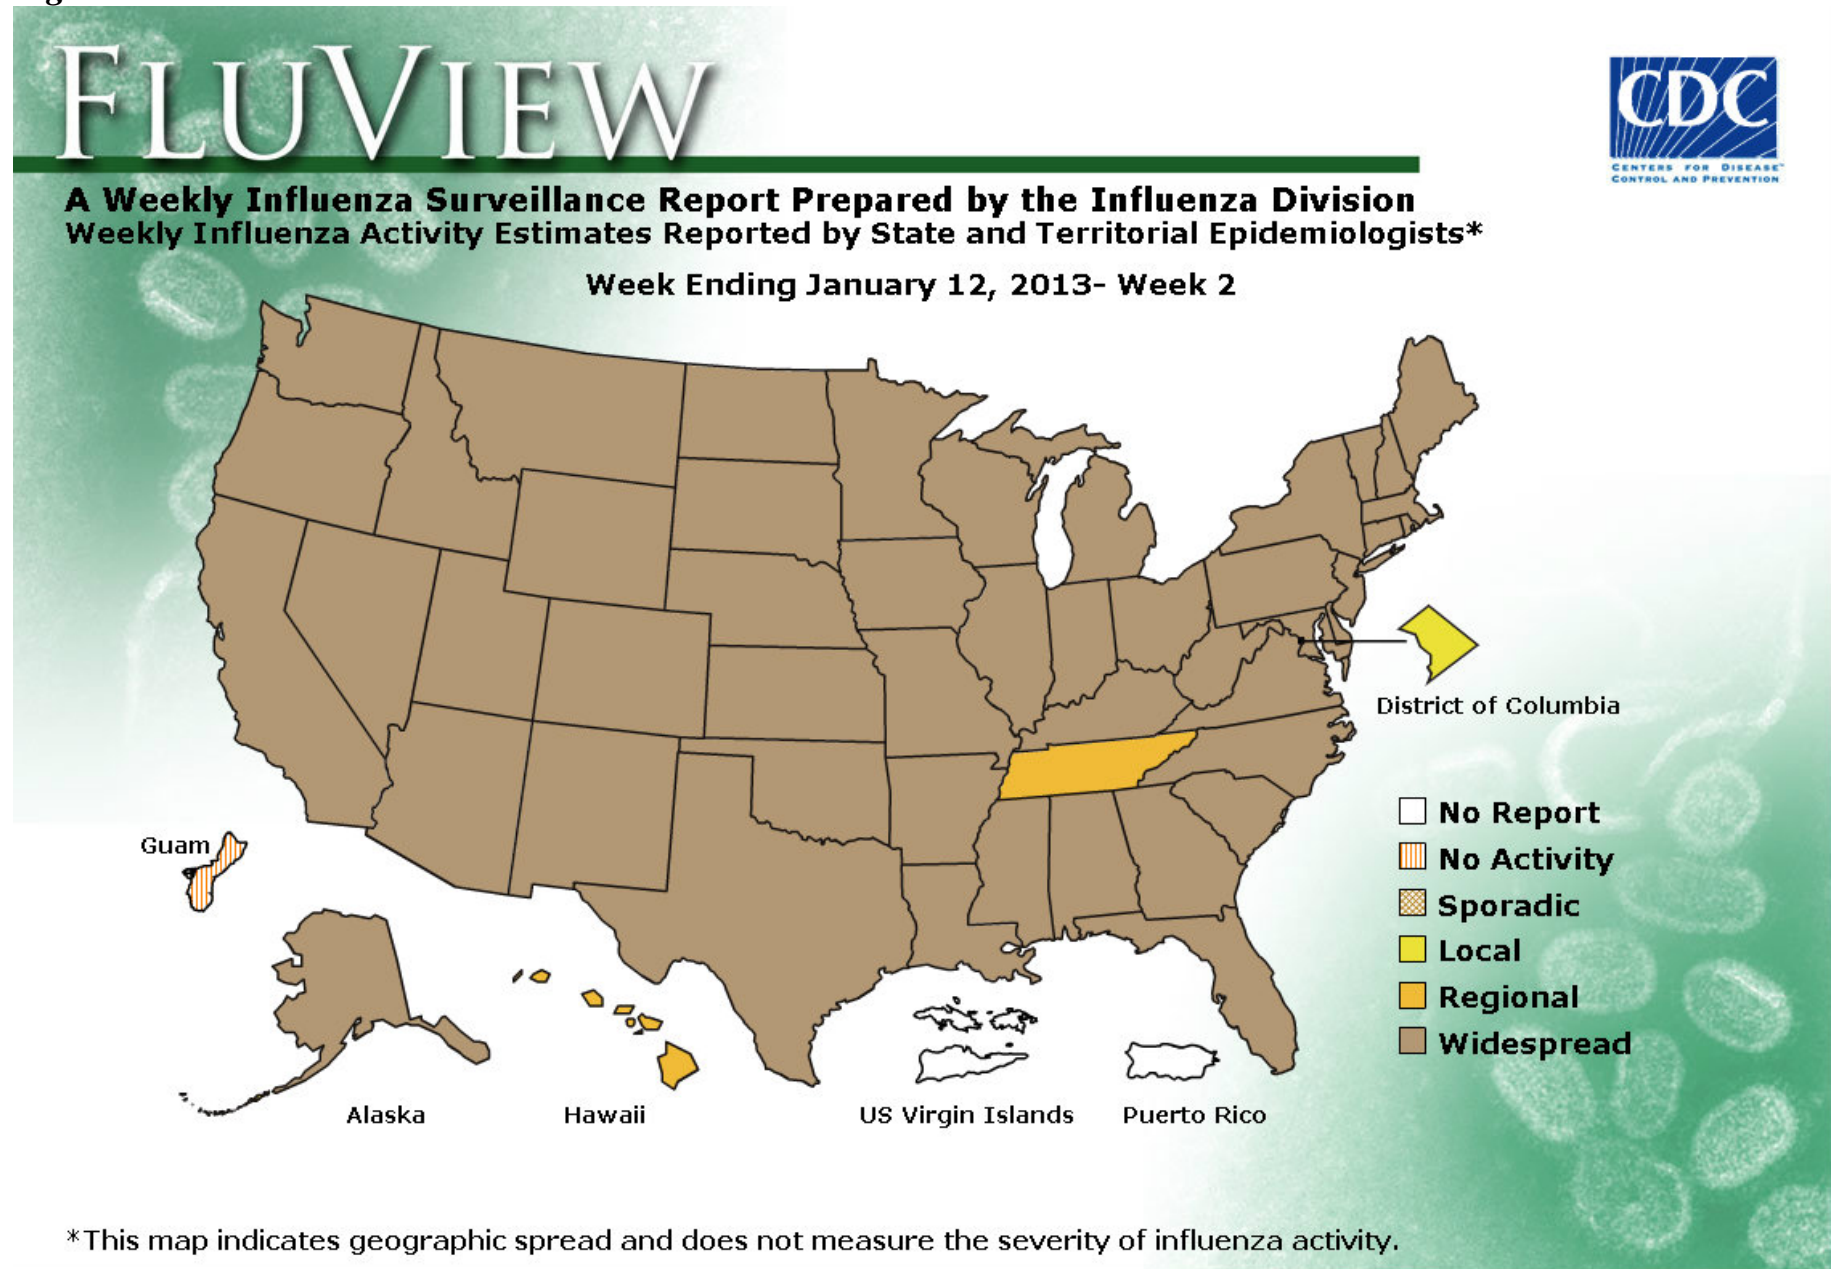 FLUVIEW
CDC
CENTERS FOR DISEASE™
CONTROL AND PREVENTION
A Weekly Influenza Surveillance Report Prepared by the Influenza Division
Weekly Influenza Activity Estimates Reported by State and Territorial Epidemiologists*
Week Ending January 12, 2013- Week 2
District of Columbia
No Report
Guam
No Activity
Sporadic
Local
Regional
Widespread
Alaska
Hawaii
US Virgin Islands
Puerto Rico
*This map indicates geographic spread and does not measure the severity of influenza activity.